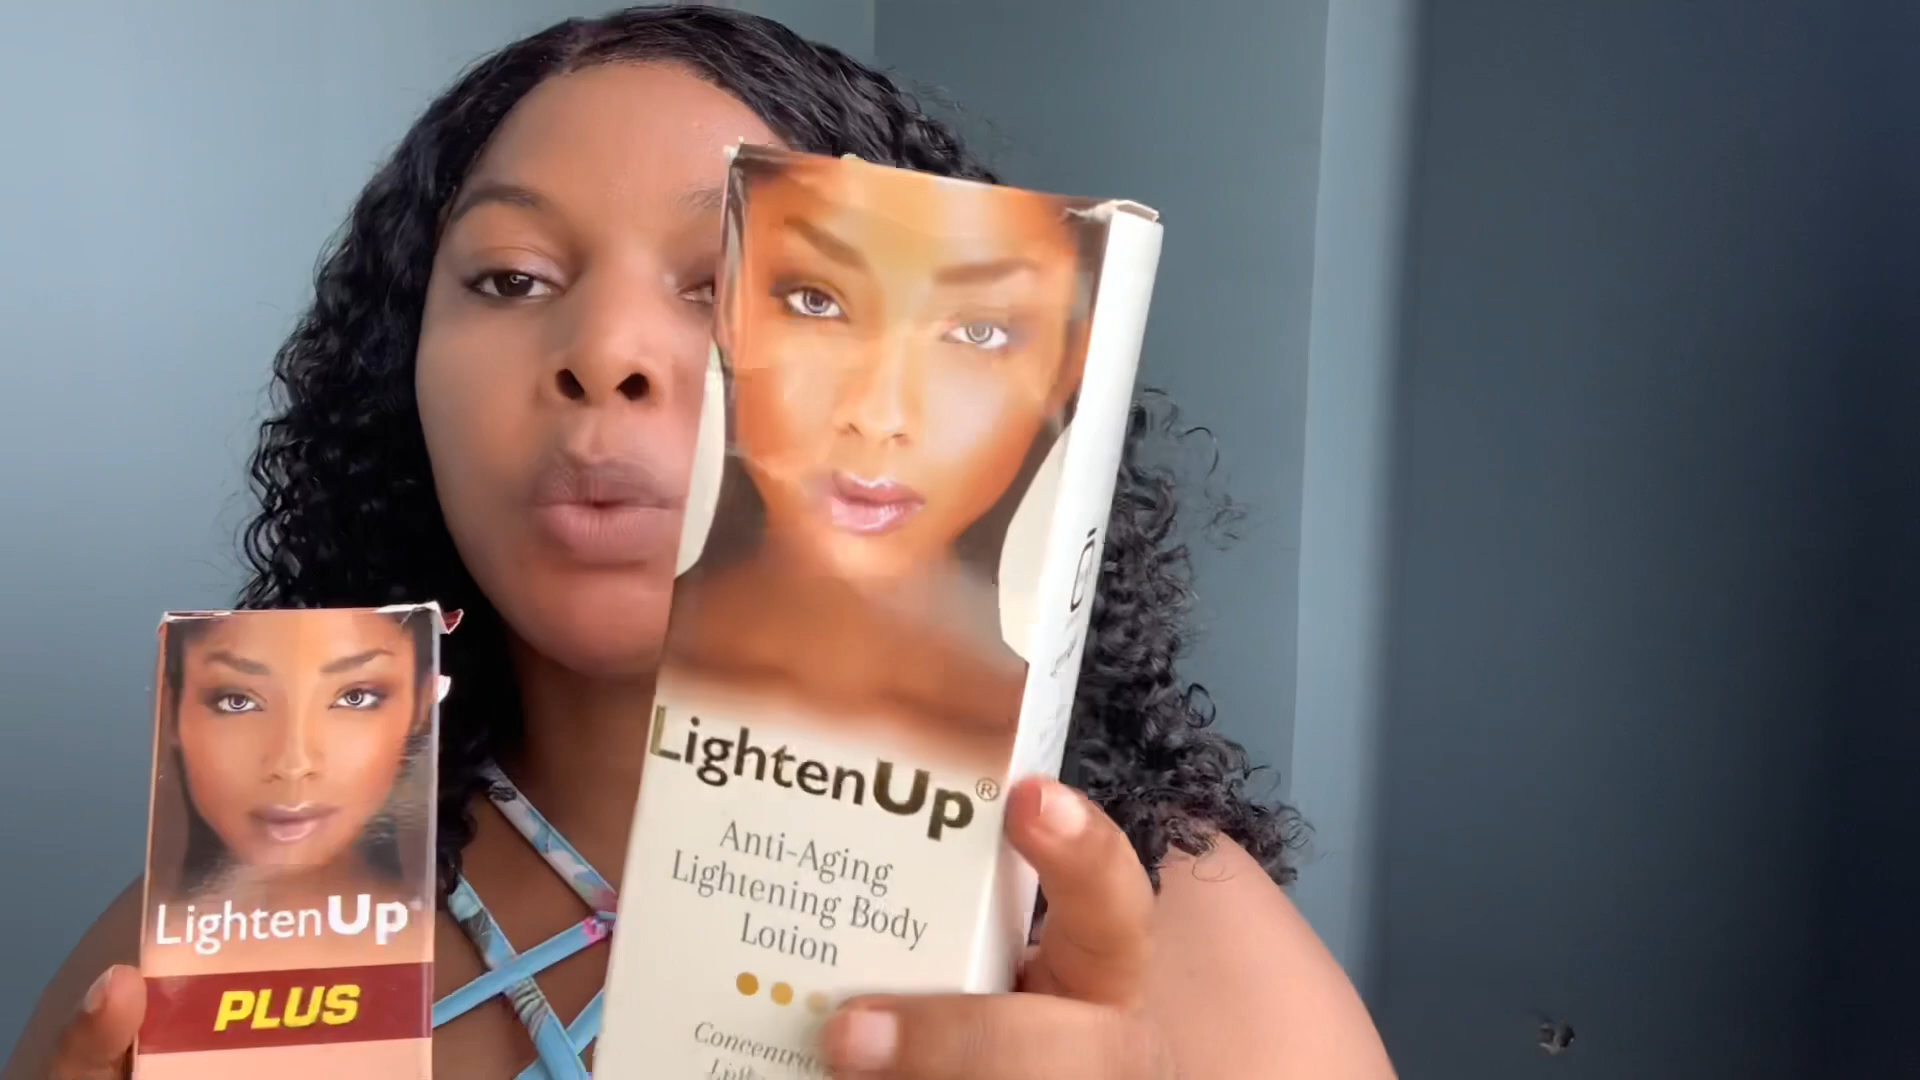 LightenUp®
Anti-Aging
Lightening Body
Lotion
LightenUp
PLUS